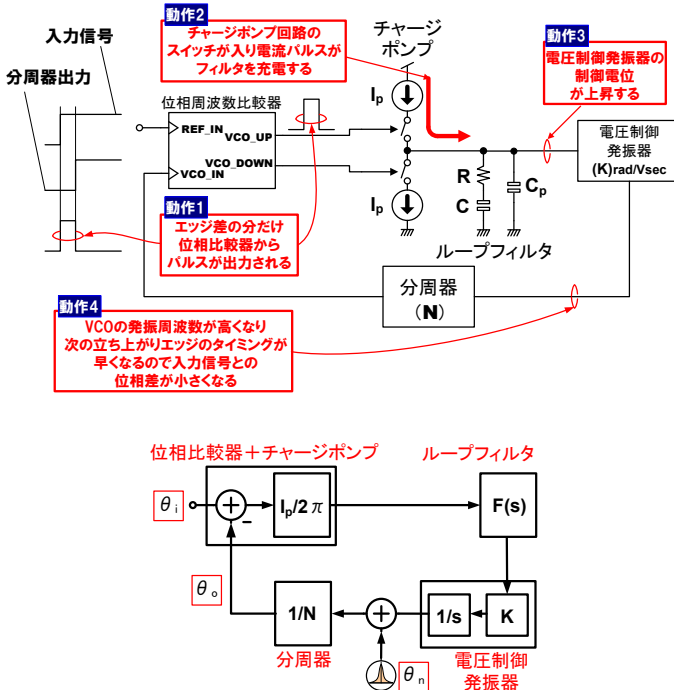 動作2
チャージポンプ回路の
スイッチが入り電流パルスが
フィルタを充電する
チャージ
ポンプ
動作3
電圧制御発振器の
制御電位
が上昇する
入力信号
分周器出力
位相周波数比較器
REF_IN
VCO_UP
VCO_DOWN
VCO_IN
Ip
Ip
R
C
Cp
ループフィルタ
電圧制御
発振器
(K)rad/Vsec
動作1
エッジ差の分だけ
位相比較器から
パルスが出力される
分周器
(N)
動作4
VCOの発振周波数が高くなり
次の立ち上がりエッジのタイミングが
早くなるので入力信号との
位相差が小さくなる
位相比較器+チャージポンプ
ループフィルタ
θi
+
−
Ip/2π
F(s)
θo
1/N
+
1/s
K
分周器
θn
電圧制御
発振器